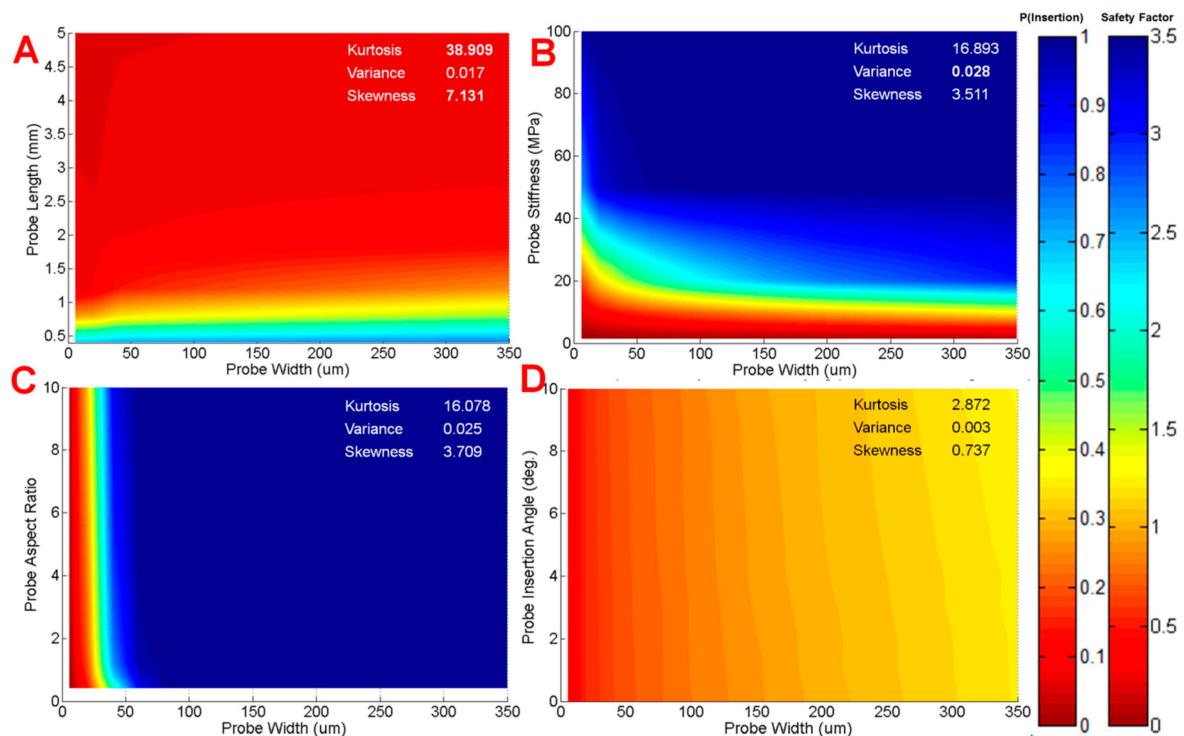 A
Kurtosis 38.909
Variance 0.017
Skewness 7.131
5
4.5
4
3.5
3
2.5
2
1.5
1
0.5
Probe Length (mm)
0 50 100 150 200 250 300 350
Probe Width (um)
B
Kurtosis 16.893
Variance 0.028
Skewness 3.511
100
80
60
40
20
0
Probe Stiffness (MPa)
0 50 100 150 200 250 300 350
Probe Width (um)
P(Insertion) Safety Factor
1 3.5
0.9
0.8 3
0.7 2.5
0.6
0.5 2
0.4 1.5
0.3 1
0.2
0.1 0.5
0 0
C
Kurtosis 16.078
Variance 0.025
Skewness 3.709
10
8
6
4
2
0
Probe Aspect Ratio
0 50 100 150 200 250 300 350
Probe Width (um)
D
Kurtosis 2.872
Variance 0.003
Skewness 0.737
10
8
6
4
2
0
Probe Insertion Angle (deg.)
0 50 100 150 200 250 300 350
Probe Width (um)